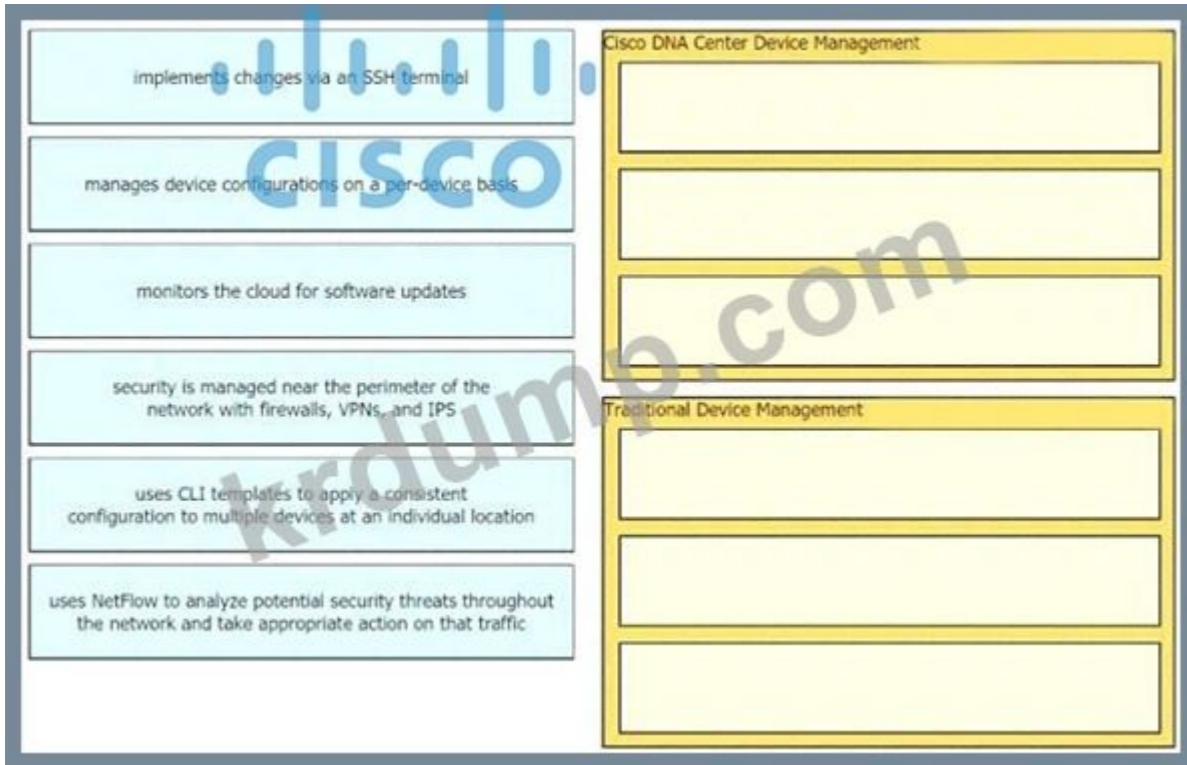 implements changes via an SSH terminal
CISCO
manages device configurations on a per-device basis
monitors the cloud for software updates
security is managed near the perimeter of the
network with firewalls, VPNs, and IPS
uses CLI templates to apply a consistent
configuration to multiple devices at an individual location
uses NetFlow to analyze potential security threats throughout
the network and take appropriate action on that traffic
Cisco DNA Center Device Management
Traditional Device Management
krdump.com